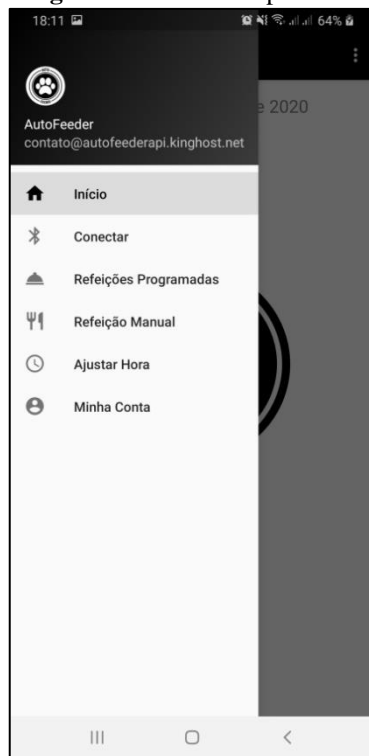 18:11
64%
e 2020
AutoFeeder
contato@autofeederapi.kinghost.net
Início
Conectar
Refeições Programadas
Refeição Manual
Ajustar Hora
Minha Conta